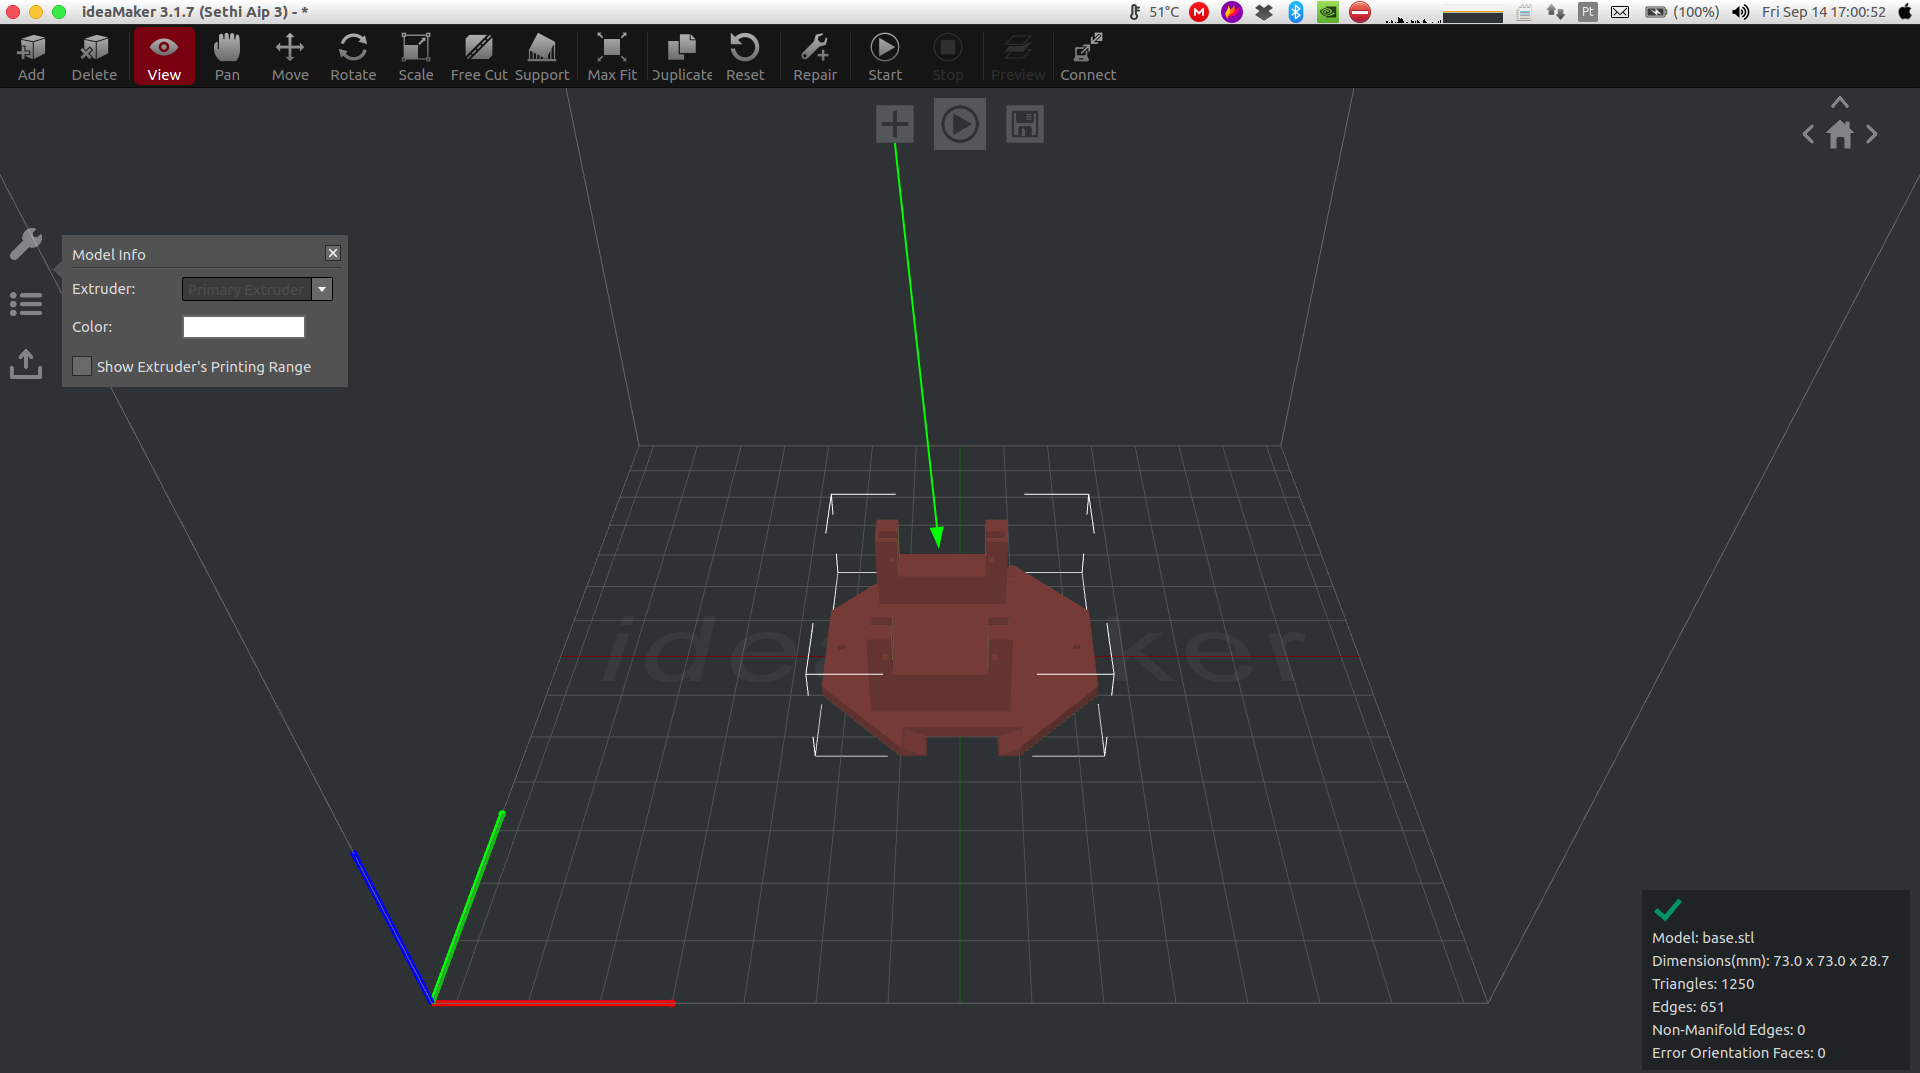 ideaMaker 3.1.7 (Sethi Aip 3) - *
51°C
M
Pt
(100%)
Fri Sep 14 17:00:52
Add
Delete
View
Pan
Move
Rotate
Scale
Free Cut
Support
Max Fit
Duplicate
Reset
Repair
Start
Stop
Preview
Connect
Model Info
Extruder:
Primary Extruder
Color:
Show Extruder's Printing Range
Model: base.stl
Dimensions(mm): 73.0 x 73.0 x 28.7
Triangles: 1250
Edges: 651
Non-Manifold Edges: 0
Error Orientation Faces: 0